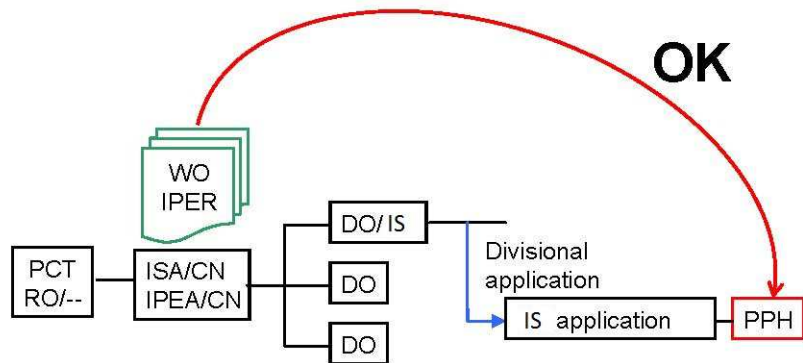 OK
WO
IPER
DO/IS
PCT
RO/--
ISA/CN
IPEA/CN
DO
DO
Divisional
application
IS application
PPH